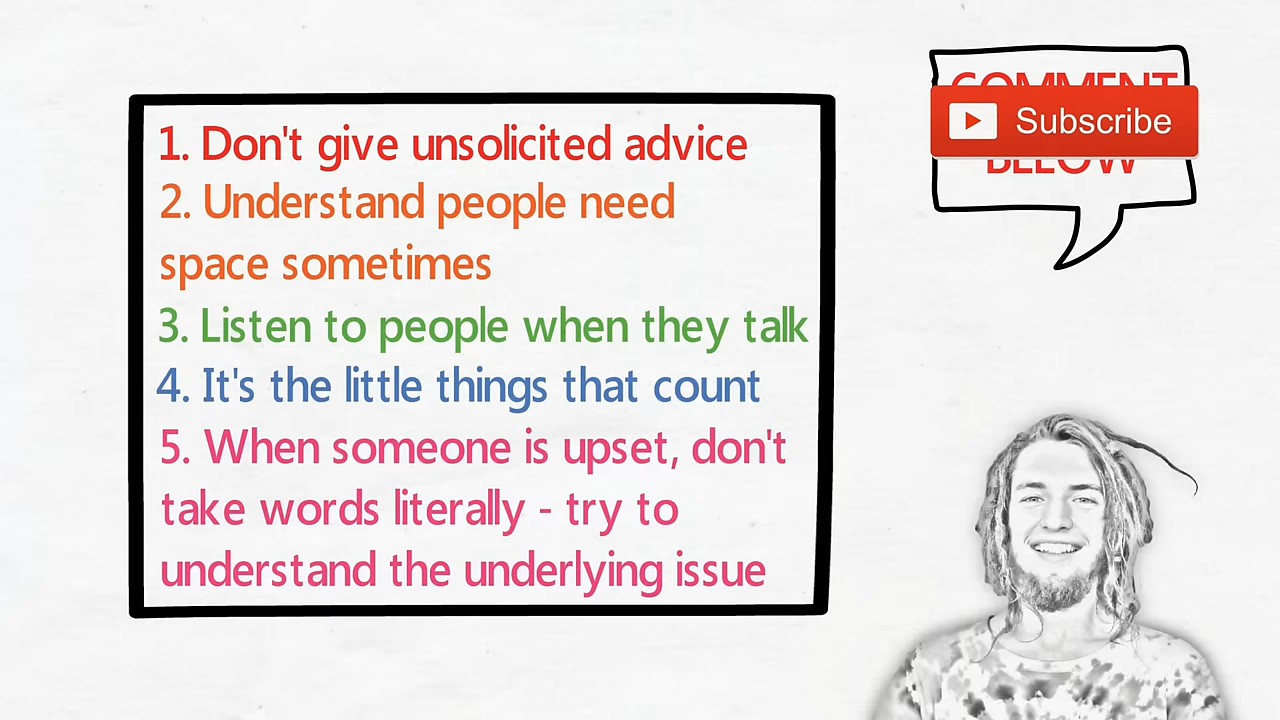 1. Don't give unsolicited advice
2. Understand people need
space sometimes
3. Listen to people when they talk
4. It's the little things that count
5. When someone is upset, don't
take words literally - try to
understand the underlying issue
COMMENT
Subscribe
BELOW